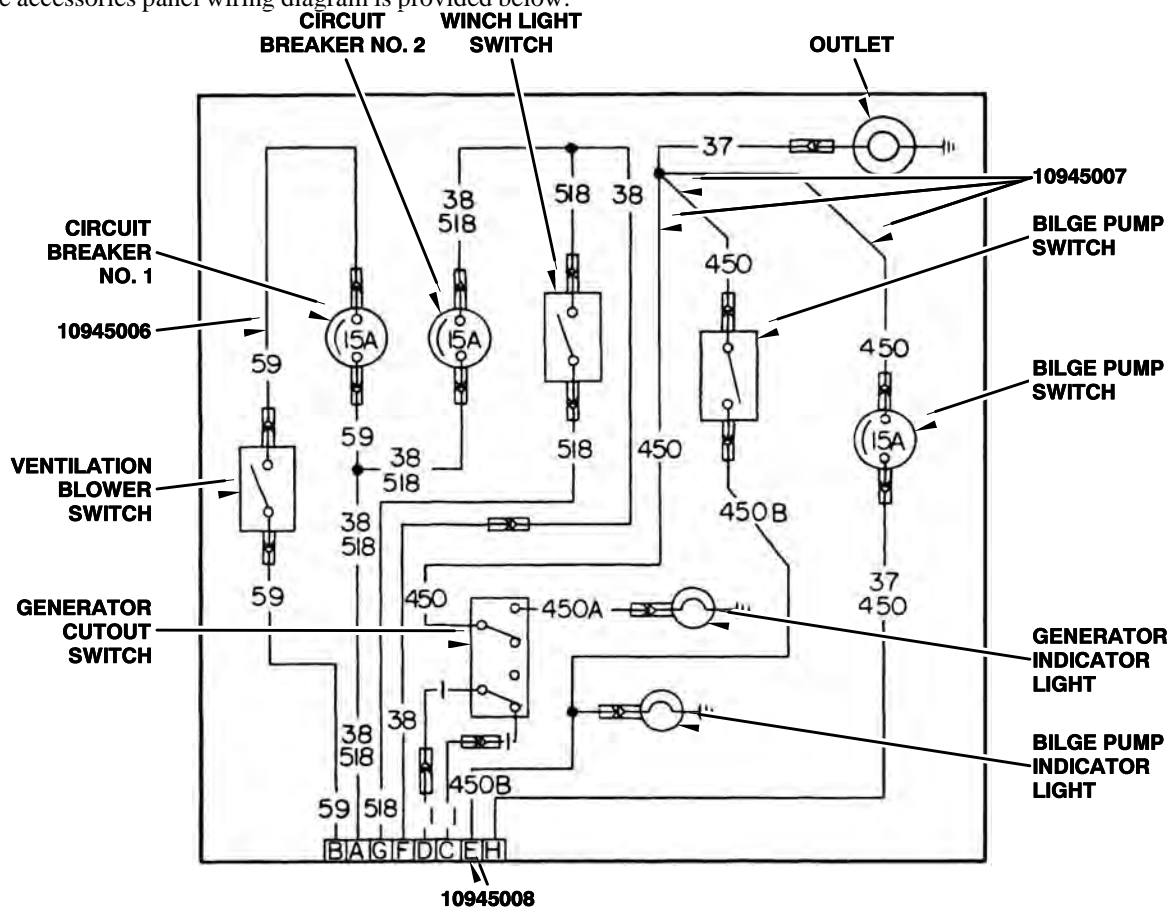 e accessories panel wiring diagram is provided below:
CIRCUIT
BREAKER NO. 2
WINCH LIGHT
SWITCH
OUTLET
37
10945007
38
518
518
38
CIRCUIT
BREAKER
NO. 1
BILGE PUMP
SWITCH
450
10945006
15A
15A
59
450
BILGE PUMP
SWITCH
15A
59
38
518
518
450
VENTILATION
BLOWER
SWITCH
450B
38
518
59
450
37
450
GENERATOR
CUTOUT
SWITCH
450A
GENERATOR
INDICATOR
LIGHT
38
38
518
BILGE PUMP
INDICATOR
LIGHT
450B
59
518
B A G F D C E H
10945008